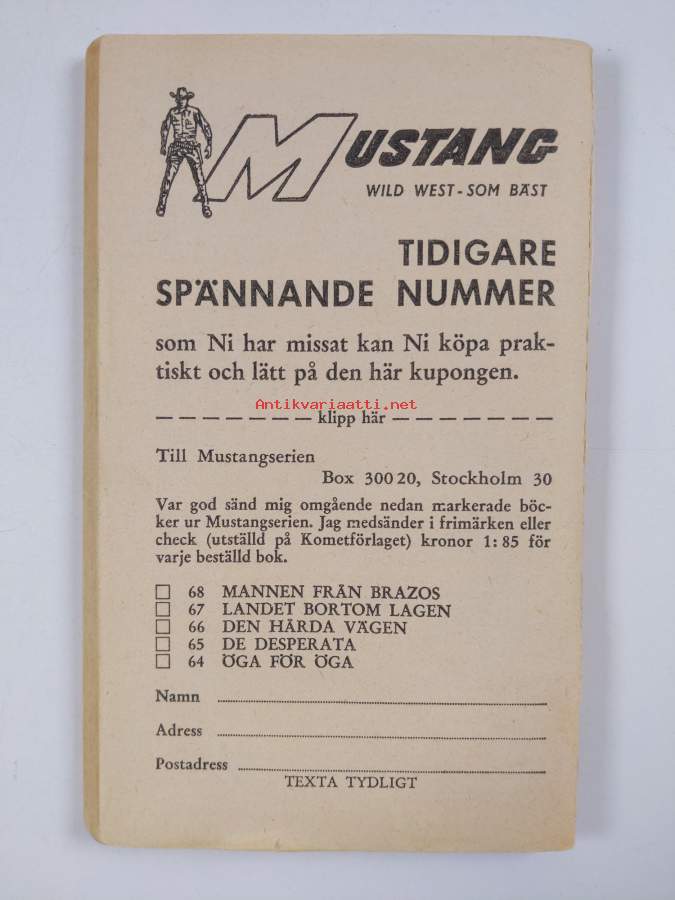 MUSTANG
WILD WEST - SOM BÄST
TIDIGARE
SPÄNNANDE NUMMER
som Ni har missat kan Ni köpa prak-
tiskt och lätt på den här kupongen.
Antikvariaatti.net
klipp här
Till Mustangserien
Box 300 20, Stockholm 30
Var god sänd mig omgående nedan markerade böc-
ker ur Mustangserien. Jag medsänder i frimärken eller
check (utställd på Kometförlaget) kronor 1: 85 för
varje beställd bok.
68 MANNEN FRÅN BRAZOS
67 LANDET BORTOM LAGEN
66 DEN HÅRDA VÄGEN
65 DE DESPERATA
64 ÖGA FÖR ÖGA
Namn
Adress
Postadress
TEXTA TYDLIGT